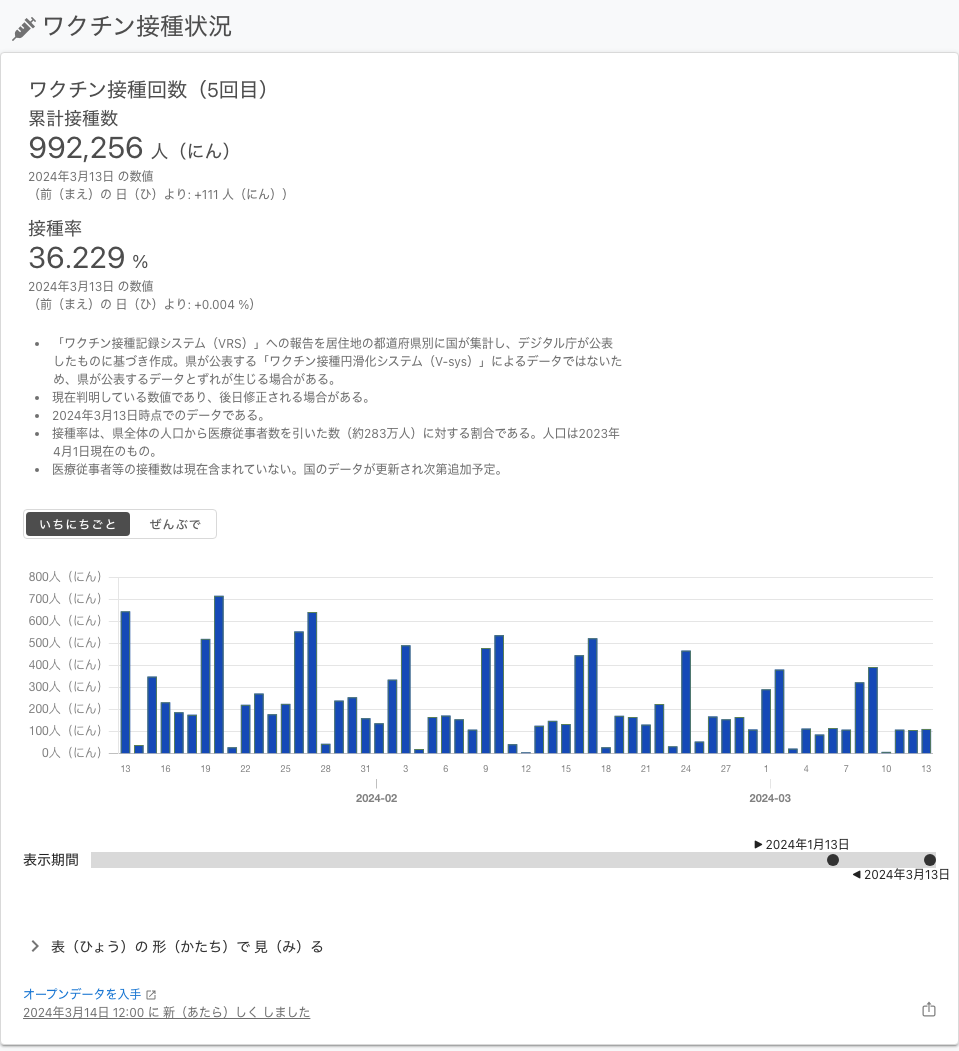 ワクチン接種状況
ワクチン接種回数（5回目）
累計接種数
992,256 人（にん）
2024年3月13日 の数値
（前（まえ）の 日（ひ）より: +111 人（にん））
接種率
36.229 %
2024年3月13日 の数値
（前（まえ）の 日（ひ）より: +0.004 %）
• 「ワクチン接種記録システム（VRS）」への報告を居住地の都道府県別に国が集計し、デジタル庁が公表
したものに基づき作成。県が公表する「ワクチン接種円滑化システム（V-sys）」によるデータではないた
め、県が公表するデータとずれが生じる場合がある。
• 現在判明している数値であり、後日修正される場合がある。
• 2024年3月13日時点でのデータである。
• 接種率は、県全体の人口から医療従事者数を引いた数（約283万人）に対する割合である。人口は2023年
4月1日現在のもの。
• 医療従事者等の接種数は現在含まれていない。国のデータが更新され次第追加予定。
いちにちごと ぜんぶで
800人（にん）
700人（にん）
600人（にん）
500人（にん）
400人（にん）
300人（にん）
200人（にん）
100人（にん）
0人（にん）
13 16 19 22 25 28 31 3 6 9 12 15 18 21 24 27 1 4 7 10 13
2024-02 2024-03
▶ 2024年1月13日
表示期間
◀ 2024年3月13日
表（ひょう）の 形（かたち）で 見（み）る
オープンデータを入手
2024年3月14日 12:00 に 新（あたら）しく しました